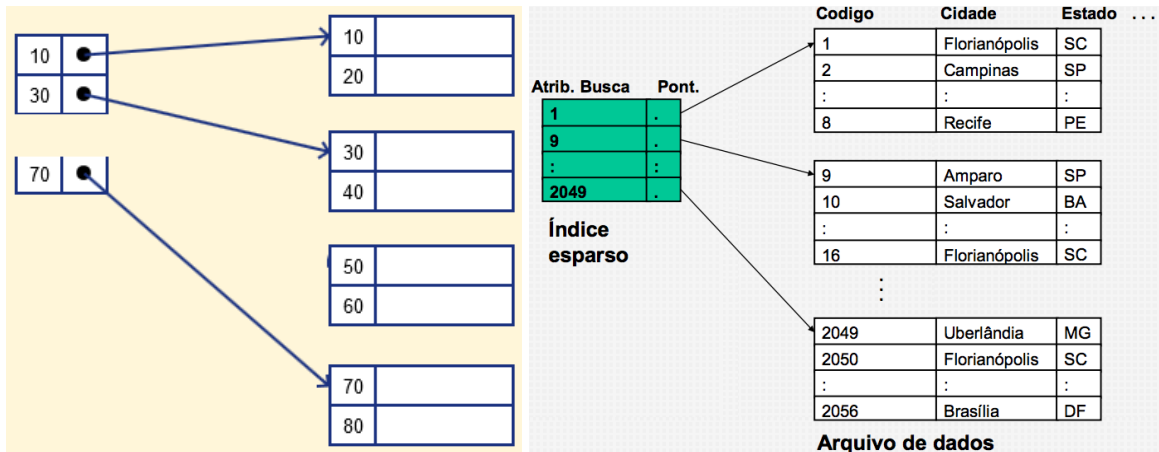 10
30
70
10
20
30
40
50
60
70
80
Codigo Cidade Estado ...
1 Florianópolis SC
2 Campinas SP
: : :
8 Recife PE
Atrib. Busca Pont.
1 .
9 .
: :
2049 .
Índice
esparso
9 Amparo SP
10 Salvador BA
: : :
16 Florianópolis SC
⋮
2049 Uberlândia MG
2050 Florianópolis SC
: : :
2056 Brasília DF
Arquivo de dados